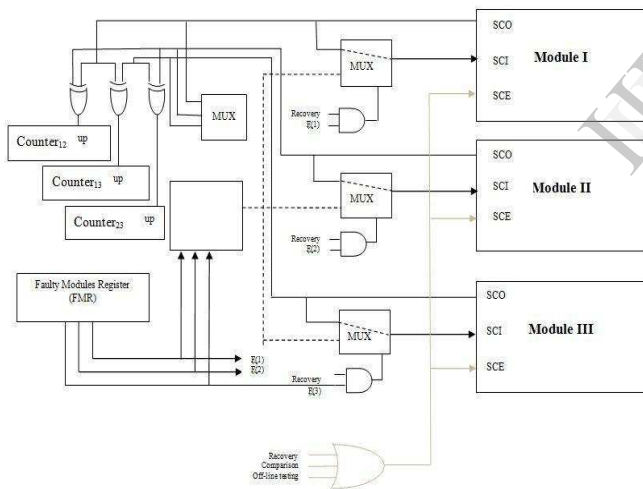 SCO
Module I
SCI
SCE
MUX
Recovery
E(1)
MUX
Counter12 up
Counter13 up
Counter23 up
SCO
Module II
SCI
SCE
MUX
Recovery
E(2)
Faulty Modules Register
(FMR)
SCO
Module III
SCI
SCE
MUX
E(1)
E(2)
Recovery
E(3)
Recovery
Comparison
Off-line testing